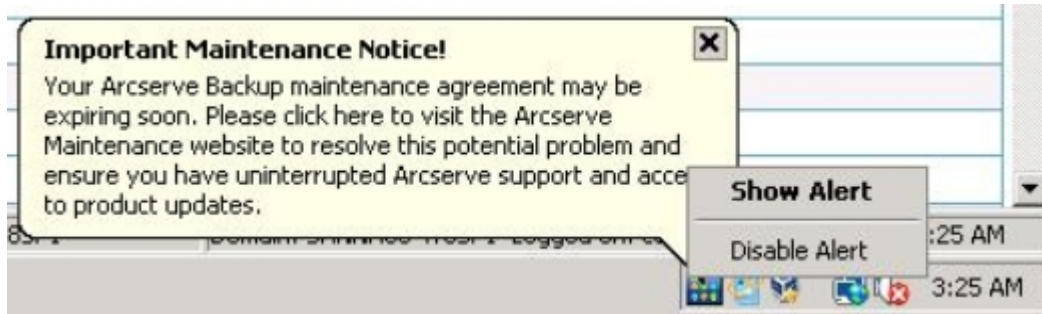 Important Maintenance Notice!
Your Arcserve Backup maintenance agreement may be
expiring soon. Please click here to visit the Arcserve
Maintenance website to resolve this potential problem and
ensure you have uninterrupted Arcserve support and acce
to product updates.
Show Alert
Disable Alert
:25 AM
3:25 AM